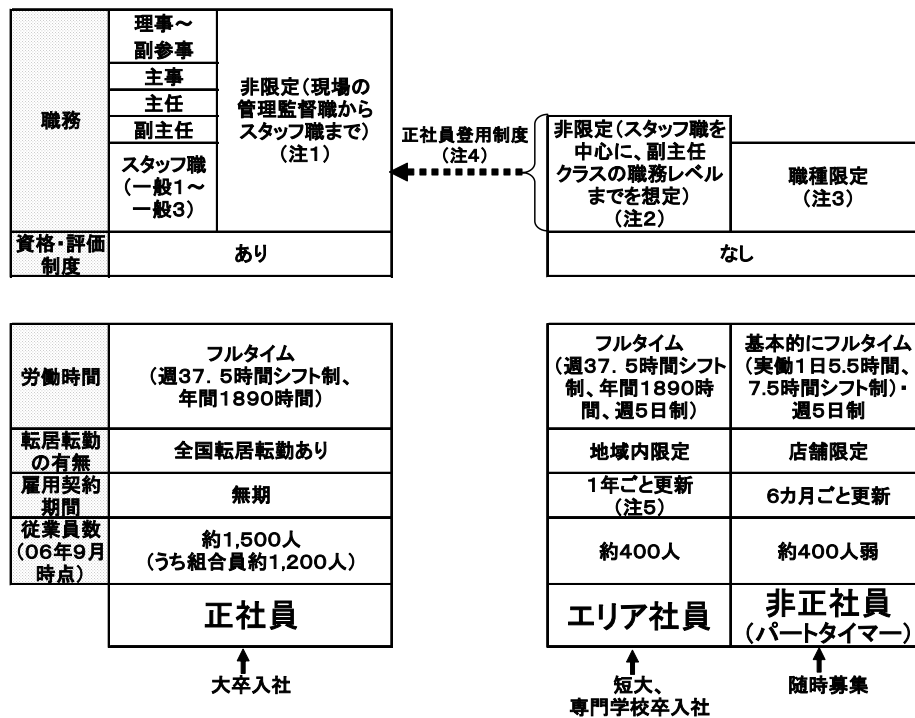 職務
理事～
副参事
主事
主任
副主任
スタッフ職
（一般1～
一般3）
非限定（現場の
管理監督職から
スタッフ職まで）
（注1）
正社員登用制度
（注4）
非限定（スタッフ職を
中心に、副主任
クラスの職務レベル
までを想定）
（注2）
職種限定
（注3）
資格・評価
制度
あり
なし
労働時間
フルタイム
（週37．5時間シフト制、
年間1890時間）
フルタイム
（週37．5時間シフト
制、年間1890時
間、週5日制）
基本的にフルタイム
（実働1日5.5時間、
7.5時間シフト制）・
週5日制
転居転勤
の有無
全国転居転勤あり
地域内限定
店舗限定
雇用契約
期間
無期
1年ごと更新
（注5）
6カ月ごと更新
従業員数
（06年9月
時点）
約1,500人
（うち組合員約1,200人）
約400人
約400人弱
正社員
エリア社員
非正社員
（パートタイマー）
大卒入社
短大、
専門学校卒入社
随時募集